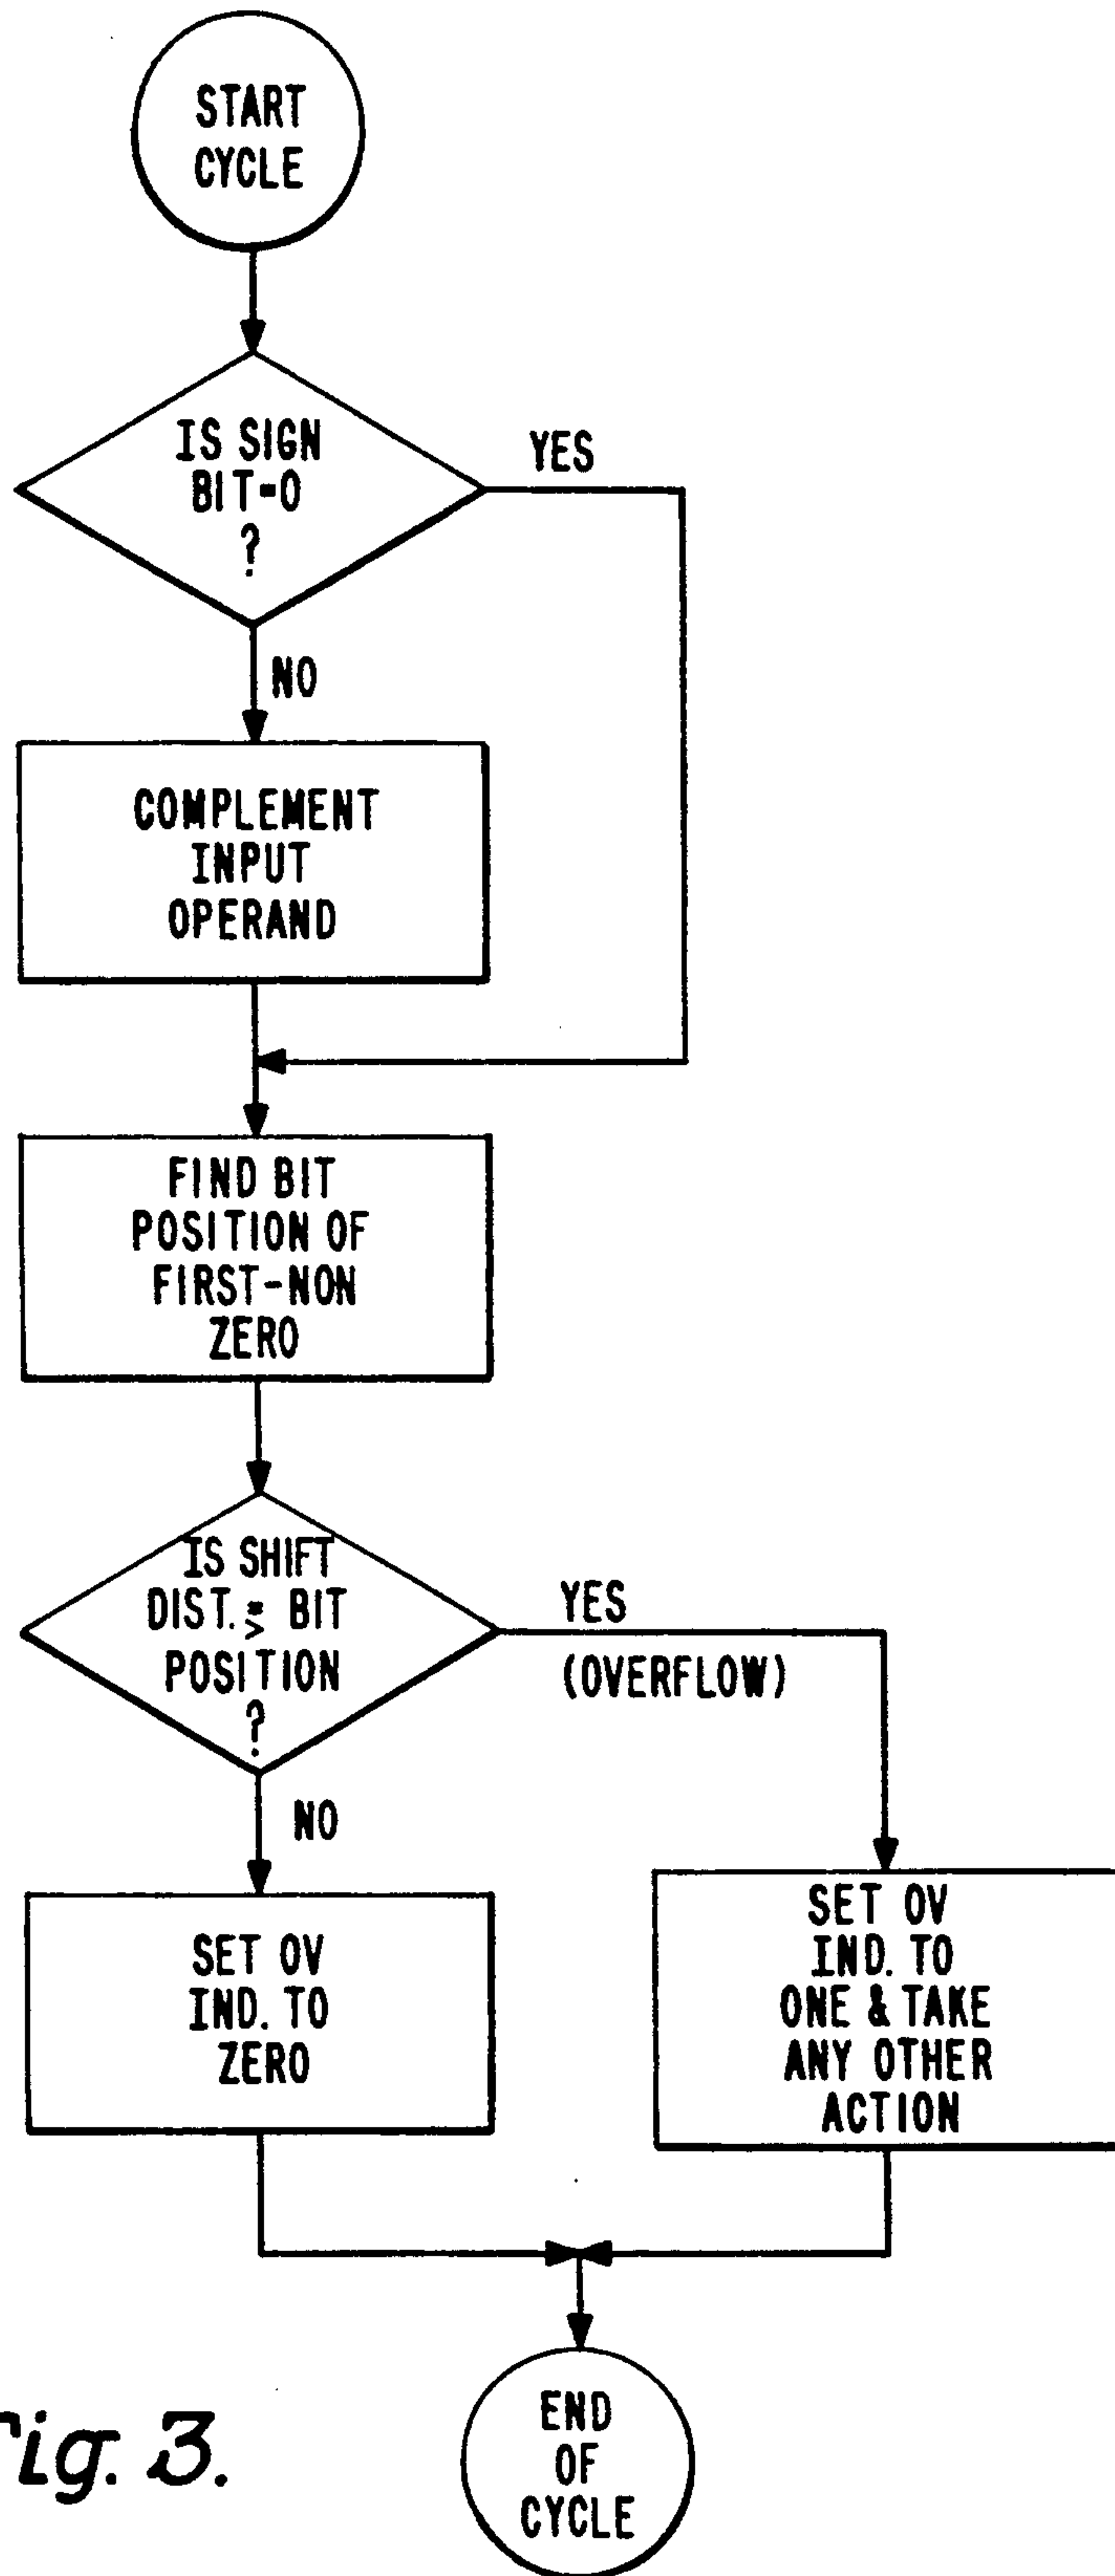 START
CYCLE
IS SIGN
BIT=0
?
YES
NO
COMPLEMENT
INPUT
OPERAND
FIND BIT
POSITION OF
FIRST-NON
ZERO
IS SHIFT
DIST. >= BIT
POSITION
?
YES
(OVERFLOW)
NO
SET OV
IND. TO
ZERO
SET OV
IND. TO
ONE & TAKE
ANY OTHER
ACTION
END
OF
CYCLE
Fig. 3.